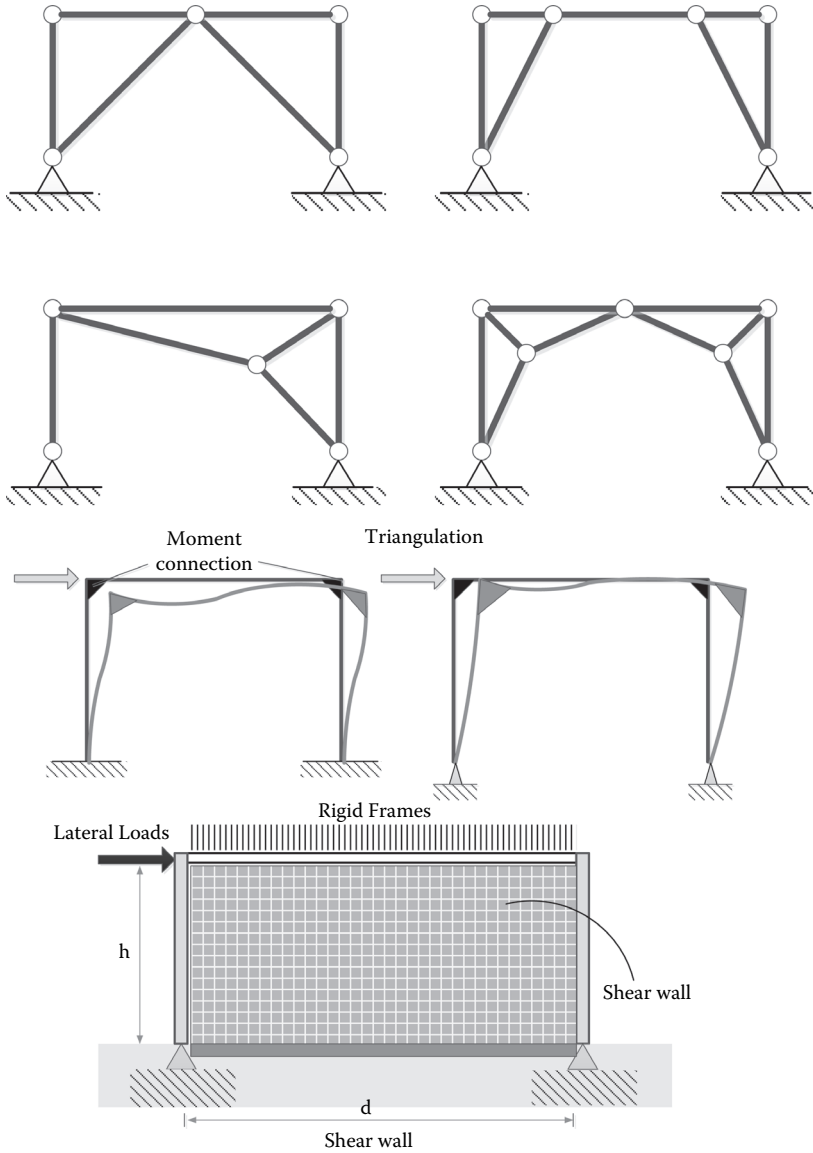 Moment
connection
Triangulation
Rigid Frames
Lateral Loads
h
Shear wall
d
Shear wall